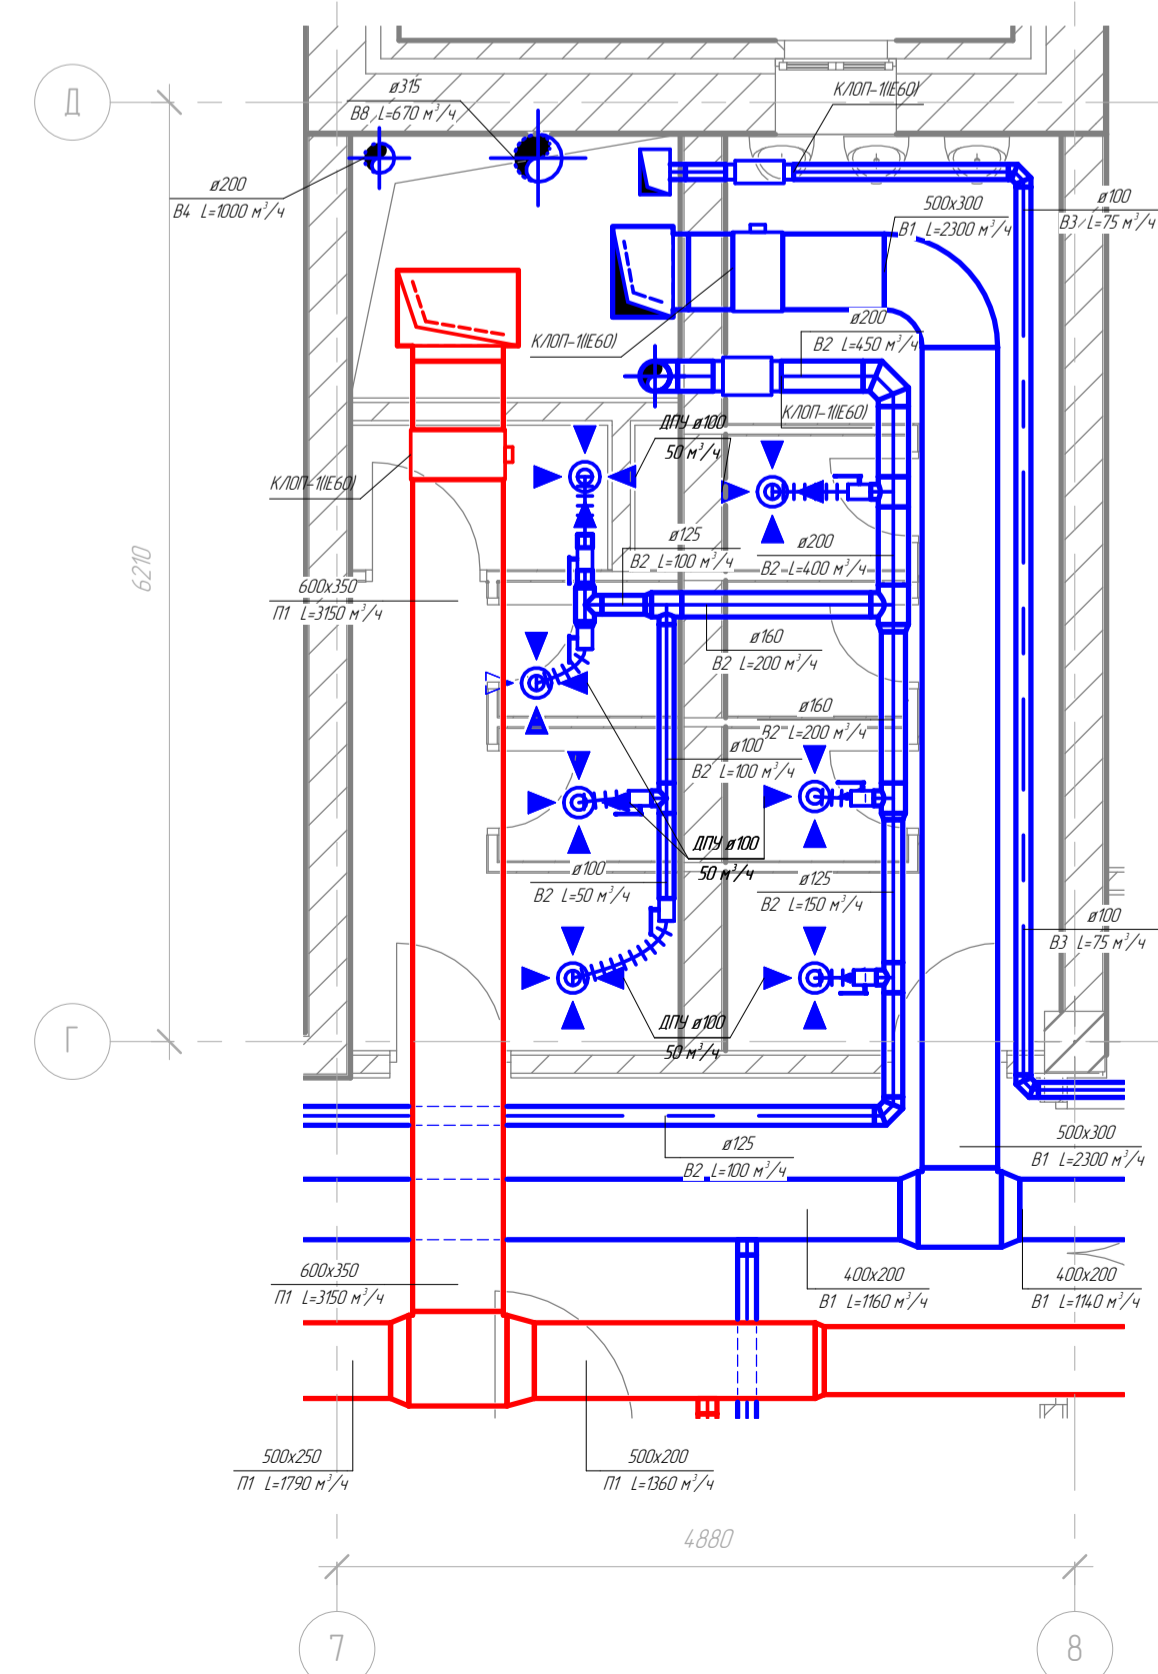 Д
ø315
В8 L=670 м³/ч
КЛОП-1(IE60)
ø200
В4 L=1000 м³/ч
ø100
В3 L=75 м³/ч
500x300
В1 L=2300 м³/ч
ø200
В2 L=450 м³/ч
КЛОП-1(IE60)
КЛОП-1(IE60)
ДПУ ø100
50 м³/ч
КЛОП-1(IE60)
ø125
В2 L=100 м³/ч
ø200
В2 L=400 м³/ч
6210
600x350
П1 L=3150 м³/ч
ø160
В2 L=200 м³/ч
ø160
В2 L=200 м³/ч
ø100
В2 L=100 м³/ч
ДПУ ø100
50 м³/ч
ø100
В2 L=50 м³/ч
ø125
В2 L=150 м³/ч
ø100
В3 L=75 м³/ч
Г
ДПУ ø100
50 м³/ч
ø125
В2 L=100 м³/ч
500x300
В1 L=2300 м³/ч
600x350
П1 L=3150 м³/ч
400x200
В1 L=1160 м³/ч
400x200
В1 L=1140 м³/ч
500x250
П1 L=1790 м³/ч
500x200
П1 L=1360 м³/ч
4880
7
8